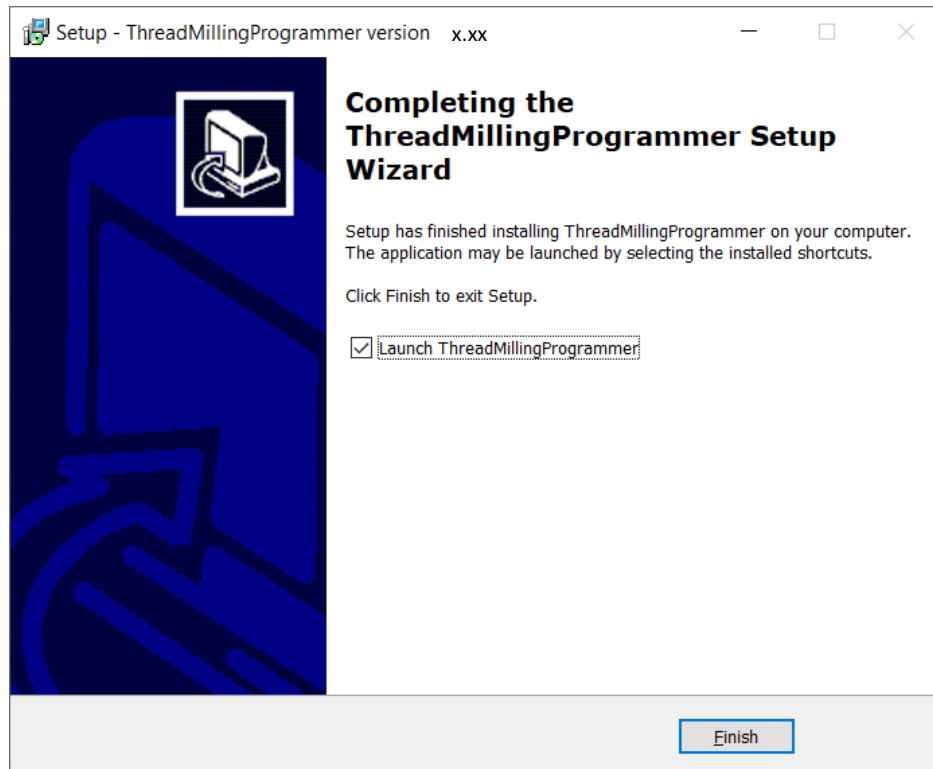 Setup - ThreadMillingProgrammer version x.xx
Completing the
ThreadMillingProgrammer Setup
Wizard
Setup has finished installing ThreadMillingProgrammer on your computer.
The application may be launched by selecting the installed shortcuts.
Click Finish to exit Setup.
Launch ThreadMillingProgrammer
Finish